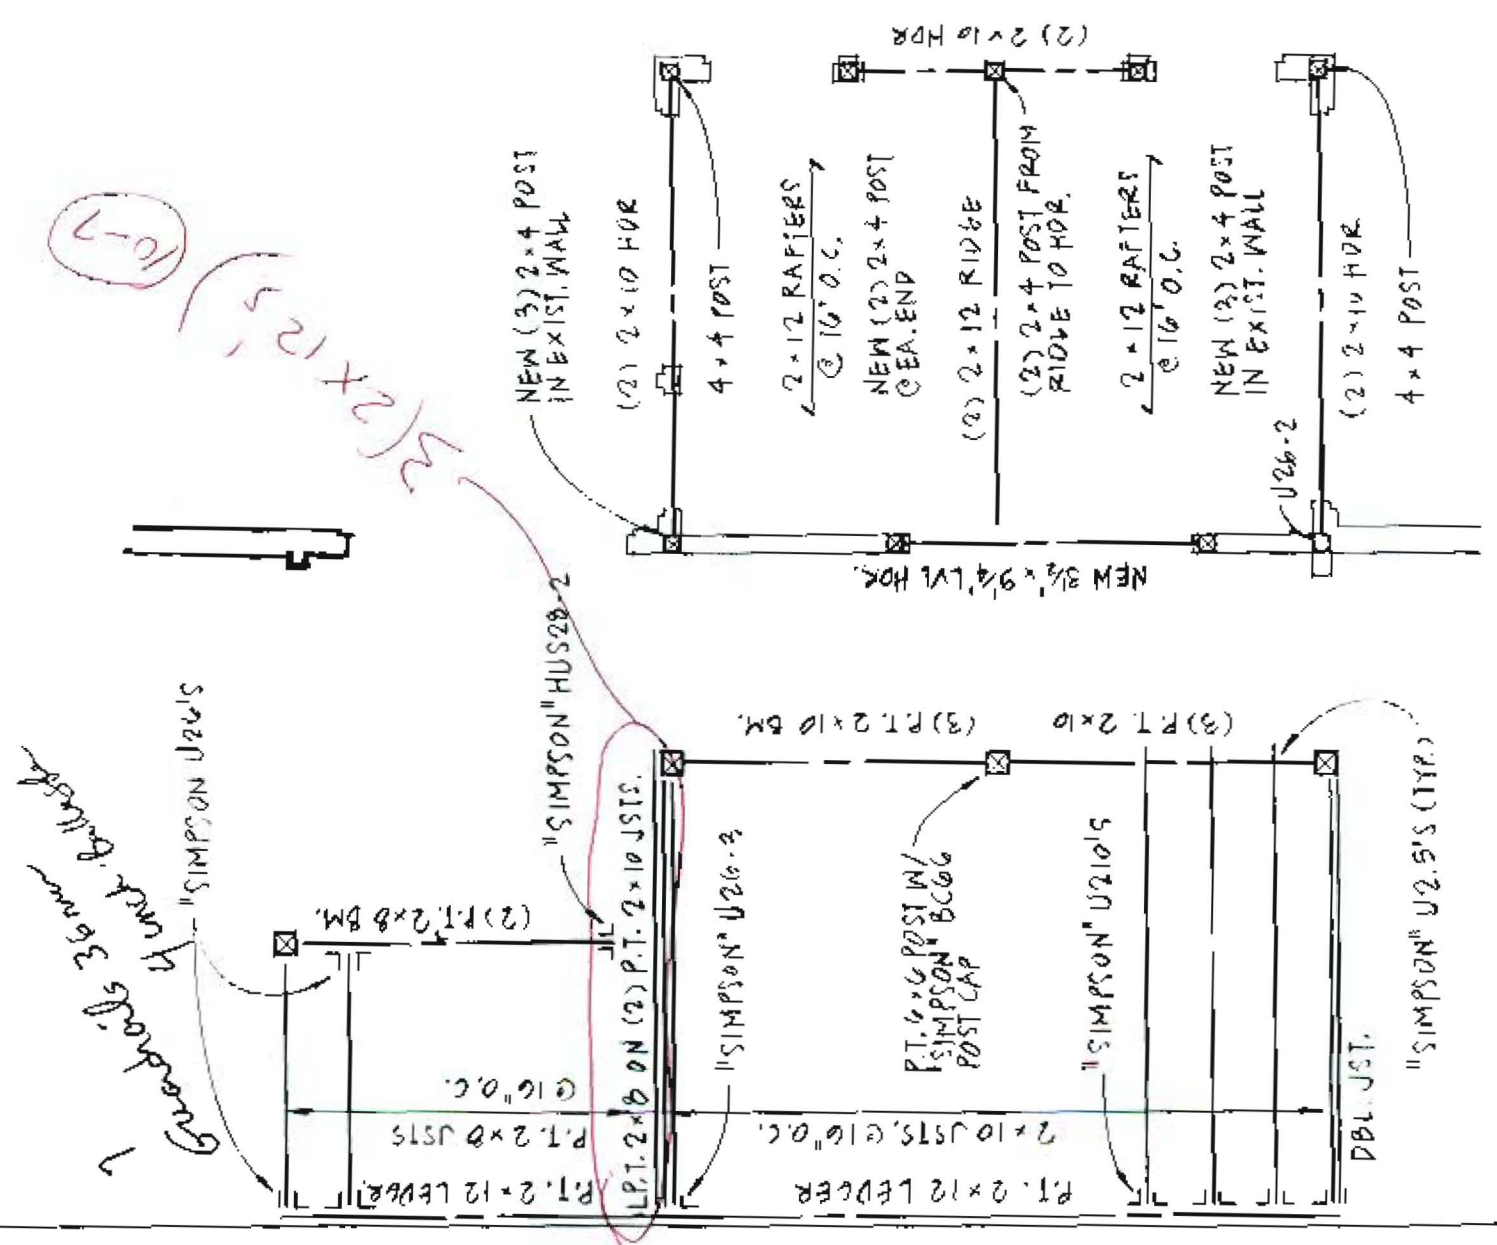 (2) 2×10 HDR
NEW (3) 2×4 POST
IN EXIST. WALL
(2) 2×10 HDR
4×4 POST
2×12 RAFTERS
@ 16" O.C.
NEW (2) 2×4 POST
@ EA. END
(2) 2×12 RIDGE
(2) 2×4 POST FROM
RIDGE TO HDR.
2×12 RAFTERS
@ 16" O.C.
NEW (3) 2×4 POST
IN EXIST. WALL
(2) 2×10 HDR
4×4 POST
U26-2
NEW 3½"×9¼" LVL HDR.
10-7
3(2×12's)
"SIMPSON" HUS28-2
"SIMPSON U26'S
Guardrails 36 min
4 inch
(2) P.T. 2×8 BM.
@ 16" O.C.
P.T. 2×8 JSTS
P.T. 2×12 LEDGER
P.T. 2×8 ON (2) P.T. 2×10 JSTS.
(3) P.T. 2×10 BM.
(3) P.T. 2×10
"SIMPSON" U26-2
P.T. 6×6 POST W/
"SIMPSON" BC66
POST CAP
"SIMPSON" U210'S
"SIMPSON" U2.5'S (TYP.)
2×10 JSTS. @ 16" O.C.
P.T. 2×12 LEDGER
DBL. JST.